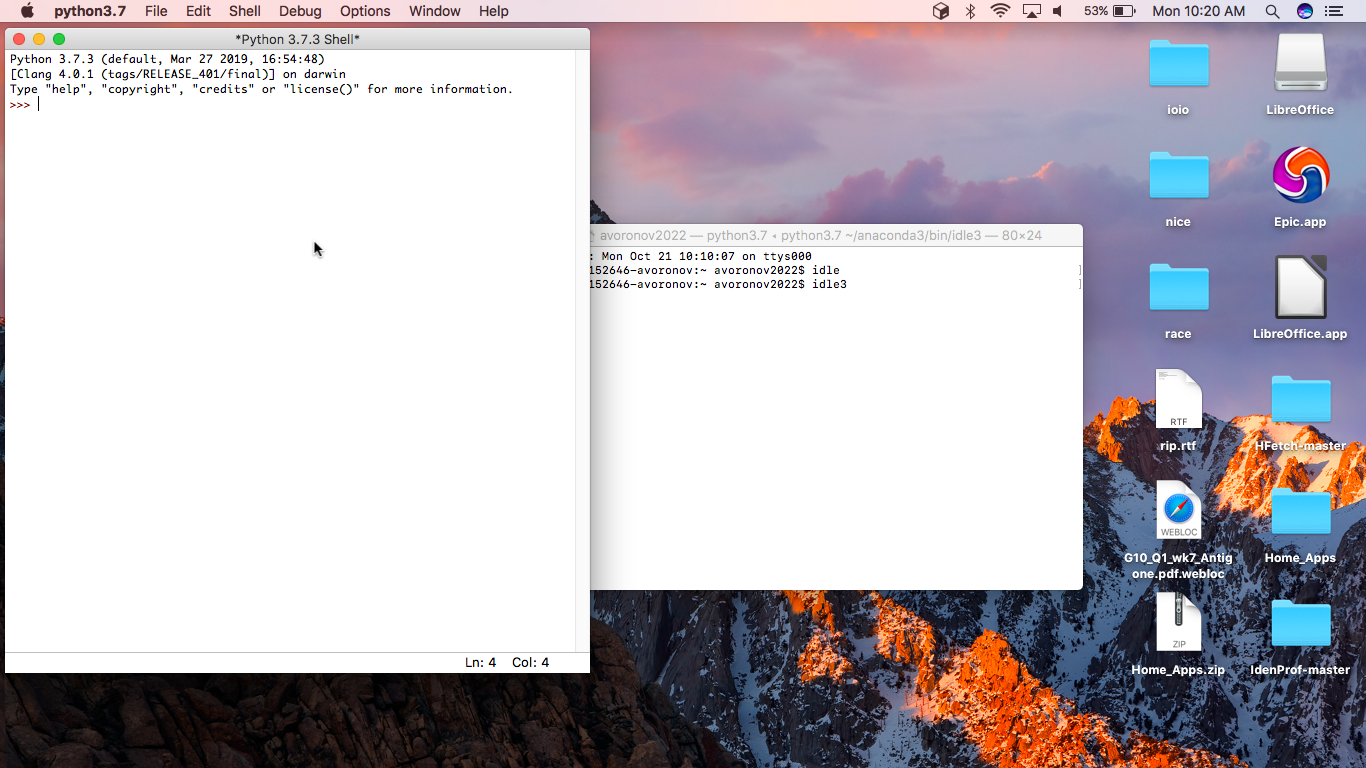 python3.7 File Edit Shell Debug Options Window Help 53% Mon 10:20 AM
*Python 3.7.3 Shell*
Python 3.7.3 (default, Mar 27 2019, 16:54:48)
[Clang 4.0.1 (tags/RELEASE_401/final)] on darwin
Type "help", "copyright", "credits" or "license()" for more information.
>>>
Ln: 4 Col: 4
avoronov2022 — python3.7 ◂ python3.7 ~/anaconda3/bin/idle3 — 80×24
: Mon Oct 21 10:10:07 on ttys000
152646-avoronov:~ avoronov2022$ idle ]
152646-avoronov:~ avoronov2022$ idle3 ]
ioio
LibreOffice
nice
Epic.app
race
LibreOffice.app
RTF
rip.rtf
HFetch-master
WEBLOC
G10_Q1_wk7_Antig
one.pdf.webloc
Home_Apps
ZIP
Home_Apps.zip
IdenProf-master